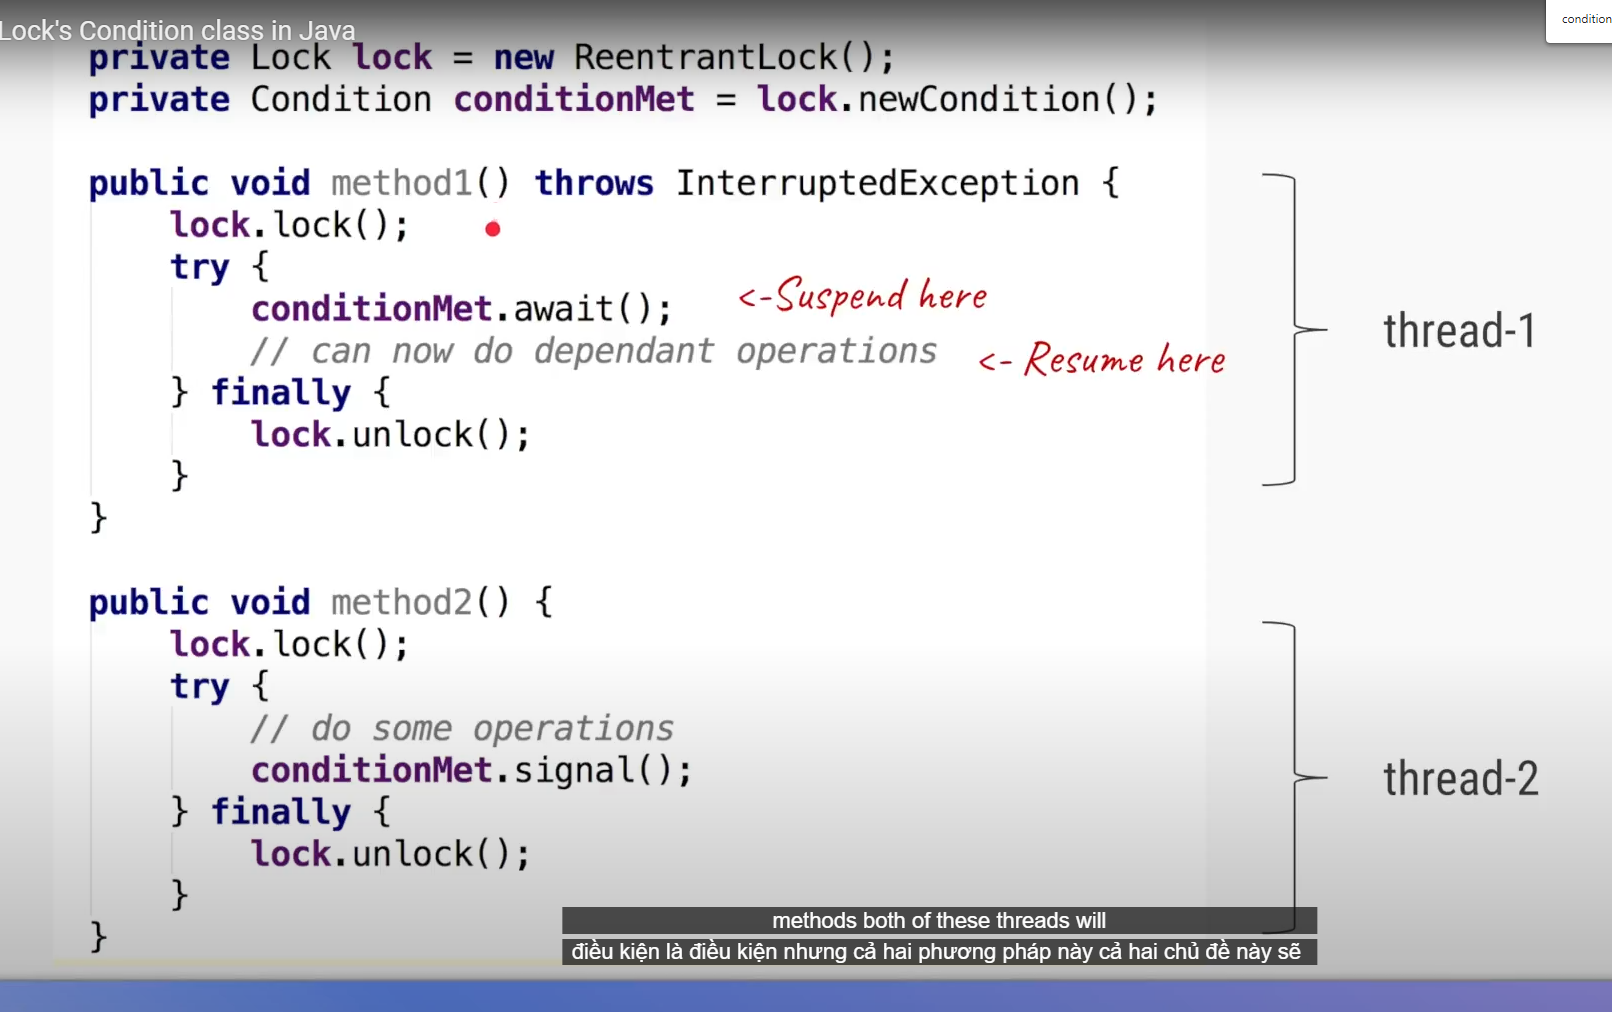 Lock's Condition class in Java
condition
private Lock lock = new ReentrantLock();
private Condition conditionMet = lock.newCondition();
public void method1() throws InterruptedException {
lock.lock();
try {
conditionMet.await(); <-Suspend here
// can now do dependant operations <- Resume here
} finally {
lock.unlock();
}
}
thread-1
public void method2() {
lock.lock();
try {
// do some operations
conditionMet.signal();
} finally {
lock.unlock();
}
}
thread-2
methods both of these threads will
điều kiện là điều kiện nhưng cả hai phương pháp này cả hai chủ đề này sẽ